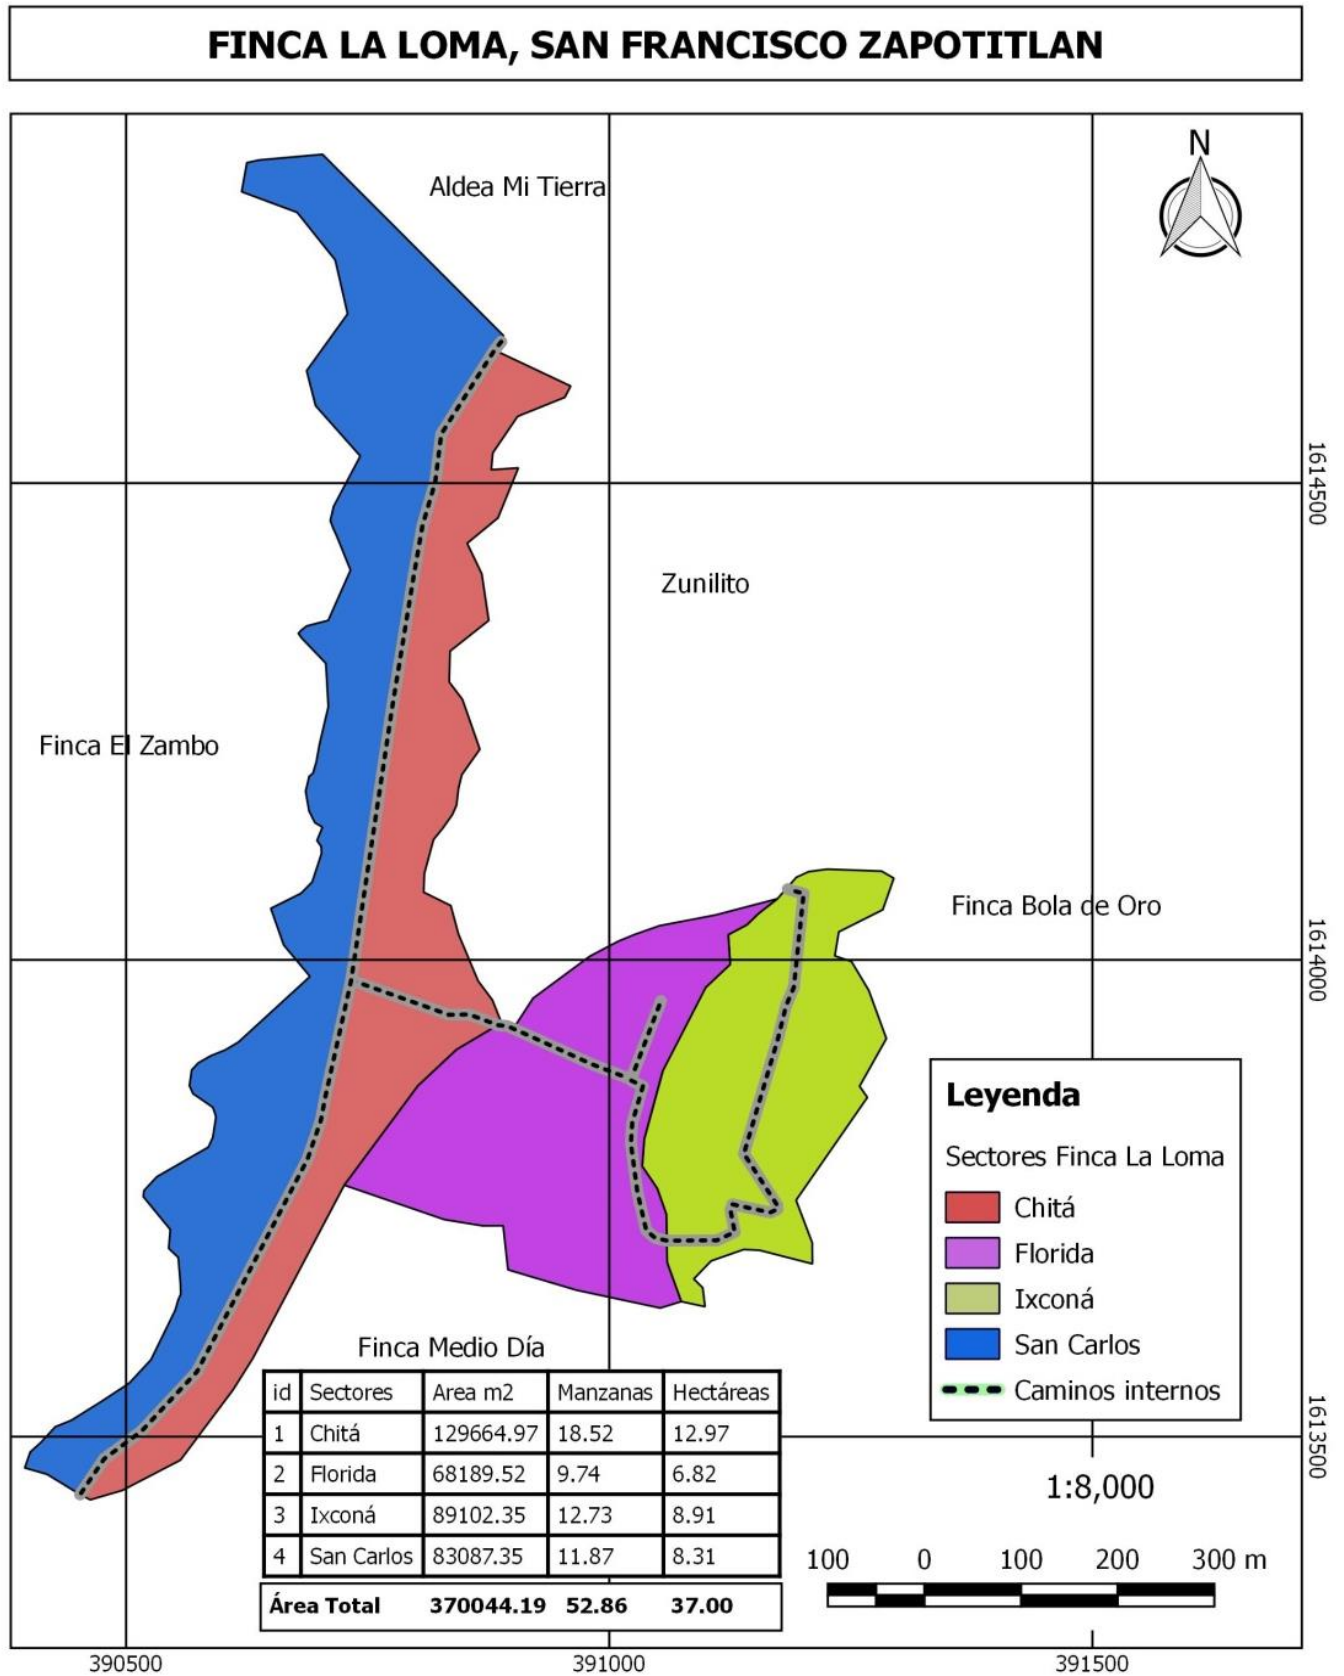 FINCA LA LOMA, SAN FRANCISCO ZAPOTITLAN
N
Aldea Mi Tierra
1614500
Zunilito
Finca El Zambo
Finca Bola de Oro
1614000
Leyenda
Sectores Finca La Loma
Chitá
Florida
Ixconá
San Carlos
Caminos internos
Finca Medio Día
id Sectores Area m2 Manzanas Hectáreas
1 Chitá 129664.97 18.52 12.97
2 Florida 68189.52 9.74 6.82
3 Ixconá 89102.35 12.73 8.91
4 San Carlos 83087.35 11.87 8.31
Área Total 370044.19 52.86 37.00
1613500
1:8,000
100 0 100 200 300 m
390500 391000 391500